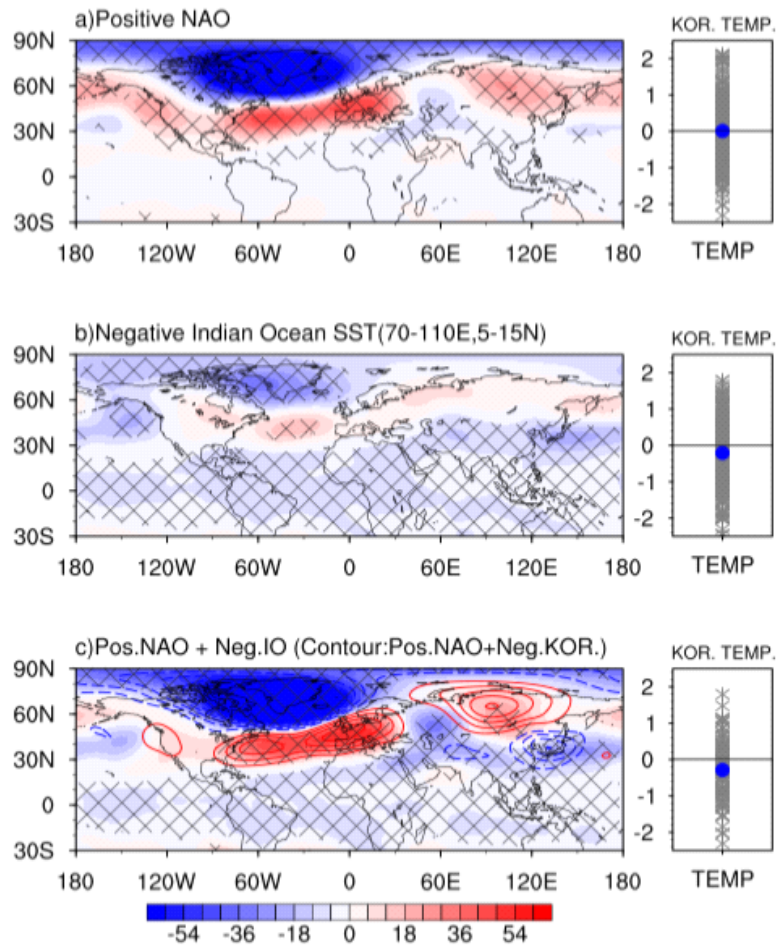 a)Positive NAO
KOR. TEMP.
90N
60N
30N
0
30S
180 120W 60W 0 60E 120E 180
2
1
0
-1
-2
TEMP
b)Negative Indian Ocean SST(70-110E,5-15N)
KOR. TEMP.
90N
60N
30N
0
30S
180 120W 60W 0 60E 120E 180
2
1
0
-1
-2
TEMP
c)Pos.NAO + Neg.IO (Contour:Pos.NAO+Neg.KOR.)
KOR. TEMP.
90N
60N
30N
0
30S
180 120W 60W 0 60E 120E 180
2
1
0
-1
-2
TEMP
-54 -36 -18 0 18 36 54